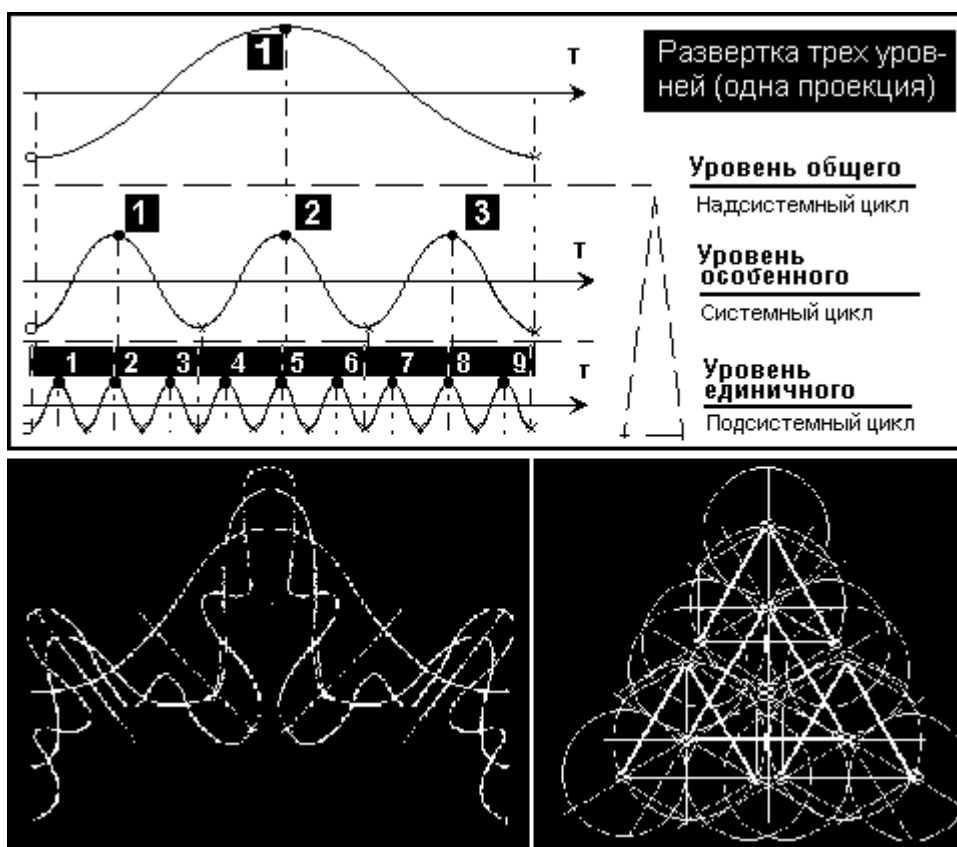 1
T
Развертка трех уров-
ней (одна проекция)
Уровень общего
Надсистемный цикл
1 2 3
T
Уровень
особенного
Системный цикл
1 2 3 4 5 6 7 8 9
T
Уровень
единичного
Подсистемный цикл